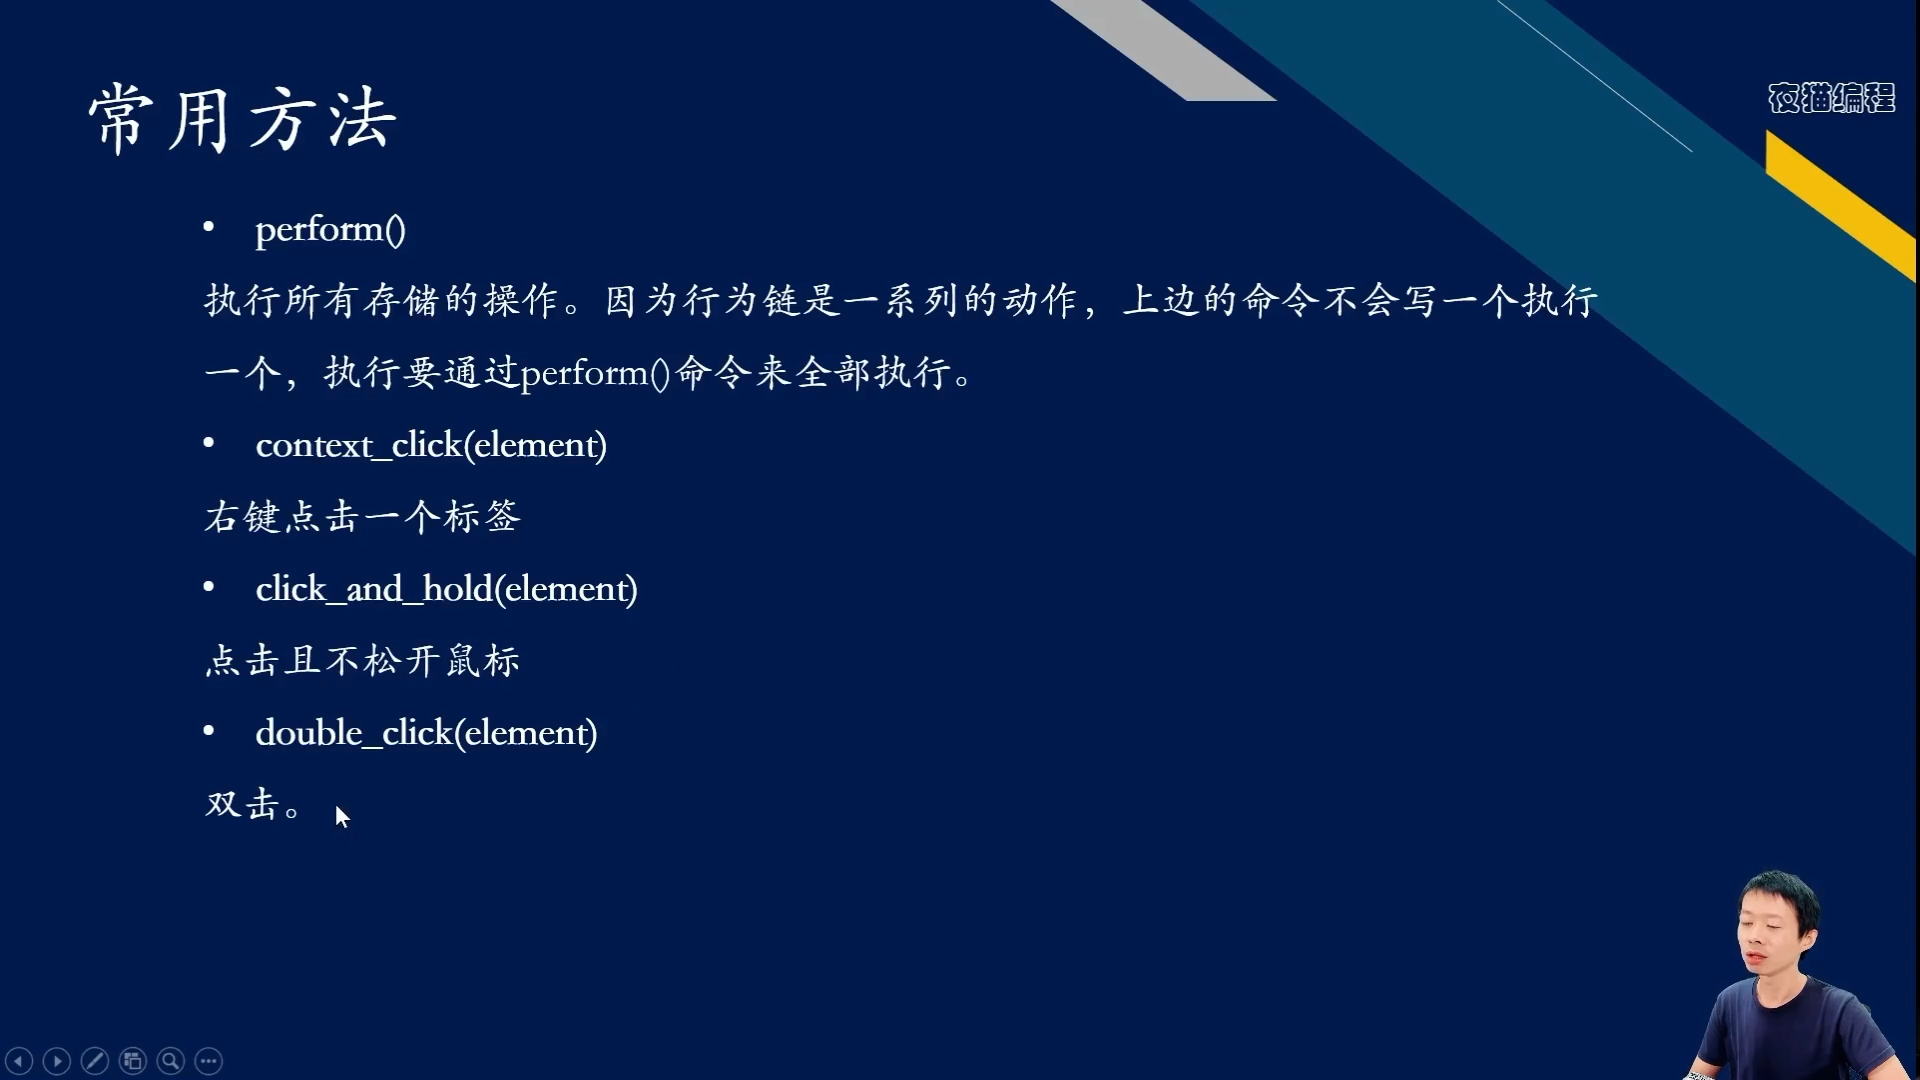 常用方法
夜猫编程
• perform()
执行所有存储的操作。因为行为链是一系列的动作，上边的命令不会写一个执行
一个，执行要通过perform()命令来全部执行。
• context_click(element)
右键点击一个标签
• click_and_hold(element)
点击且不松开鼠标
• double_click(element)
双击。